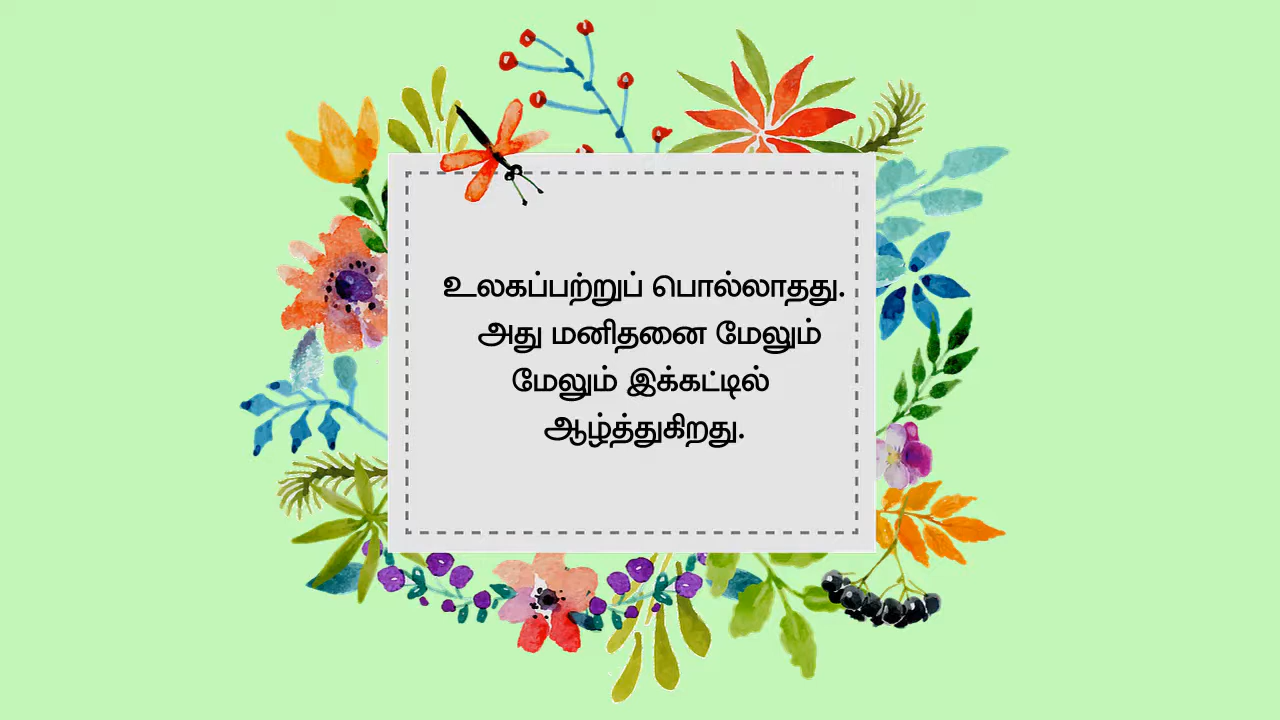 உலகப்பற்றுப் பொல்லாதது.
அது மனிதனை மேலும்
மேலும் இக்கட்டில்
ஆழ்த்துகிறது.